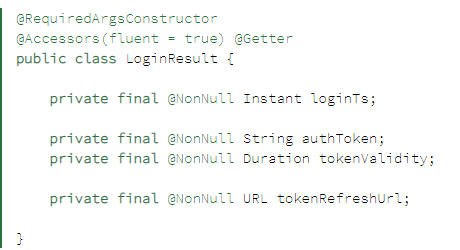 @RequiredArgsConstructor
@Accessors(fluent = true) @Getter
public class LoginResult {
    private final @NonNull Instant loginTs;
    private final @NonNull String authToken;
    private final @NonNull Duration tokenValidity;
    private final @NonNull URL tokenRefreshUrl;
}